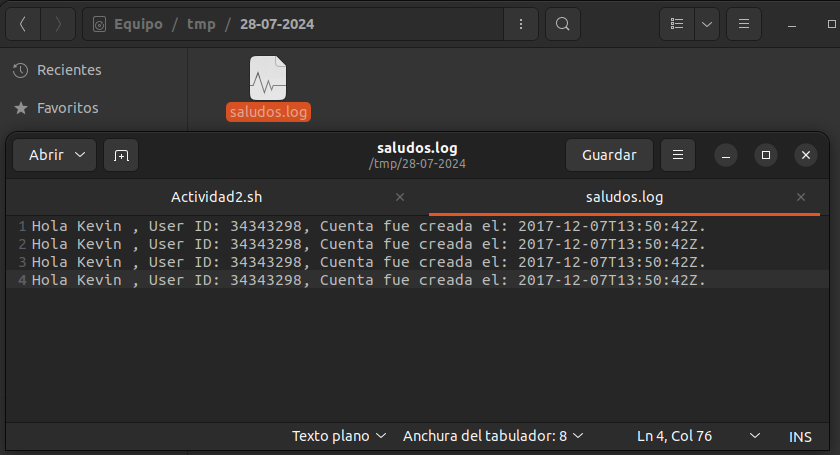 Equipo / tmp / 28-07-2024
Recientes
Favoritos
saludos.log
Abrir
saludos.log
/tmp/28-07-2024
Guardar
Actividad2.sh
saludos.log
1 Hola Kevin , User ID: 34343298, Cuenta fue creada el: 2017-12-07T13:50:42Z.
2 Hola Kevin , User ID: 34343298, Cuenta fue creada el: 2017-12-07T13:50:42Z.
3 Hola Kevin , User ID: 34343298, Cuenta fue creada el: 2017-12-07T13:50:42Z.
4 Hola Kevin , User ID: 34343298, Cuenta fue creada el: 2017-12-07T13:50:42Z.
Texto plano Anchura del tabulador: 8 Ln 4, Col 76 INS